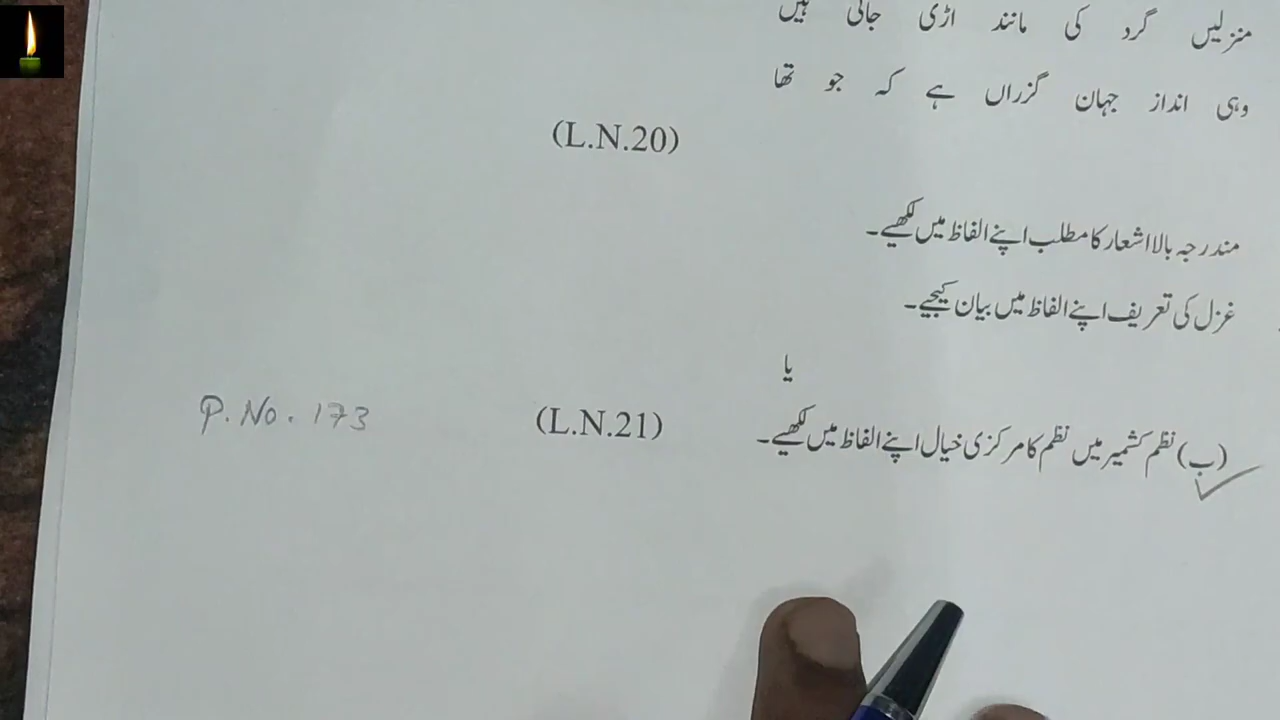 منزلیں گرد کی مانند اڑی جاتی ہیں
وہی انداز جہان گزراں ہے کہ جو تھا
(L.N.20)
مندرجہ بالا اشعار کا مطلب اپنے الفاظ میں لکھیے۔
غزل کی تعریف اپنے الفاظ میں بیان کیجیے۔
یا
(ب) نظم کشمیر میں نظم کا مرکزی خیال اپنے الفاظ میں لکھیے۔ (L.N.21) P.No. 173